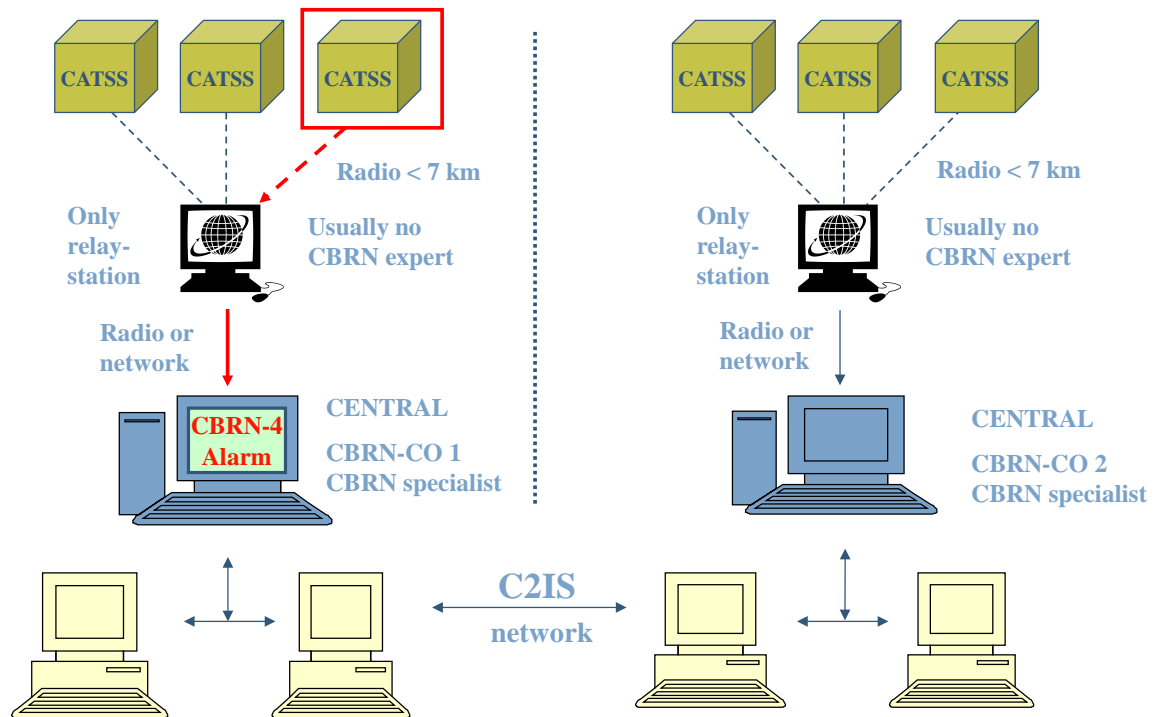 CATSS
CATSS
CATSS
Radio < 7 km
Only
relay-
station
Usually no
CBRN expert
Radio or
network
CBRN-4
Alarm
CENTRAL
CBRN-CO 1
CBRN specialist
CATSS
CATSS
CATSS
Radio < 7 km
Only
relay-
station
Usually no
CBRN expert
Radio or
network
CENTRAL
CBRN-CO 2
CBRN specialist
C2IS
network